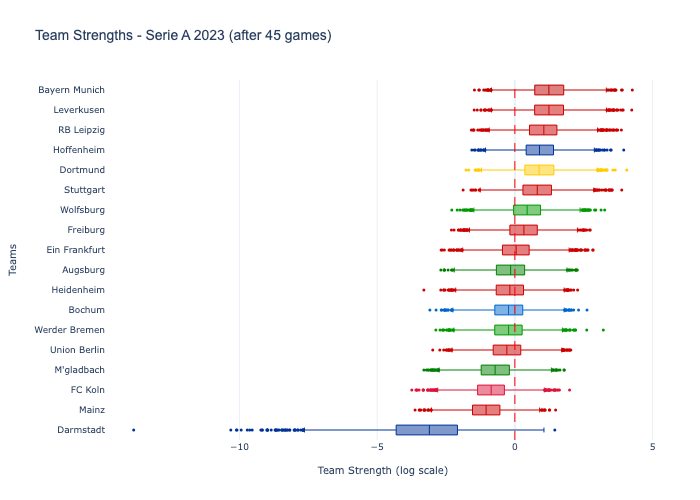 Team Strengths - Serie A 2023 (after 45 games)
Bayern Munich
Leverkusen
RB Leipzig
Hoffenheim
Dortmund
Stuttgart
Wolfsburg
Freiburg
Ein Frankfurt
Augsburg
Heidenheim
Bochum
Werder Bremen
Union Berlin
M'gladbach
FC Koln
Mainz
Darmstadt
Teams
−10 −5 0 5
Team Strength (log scale)